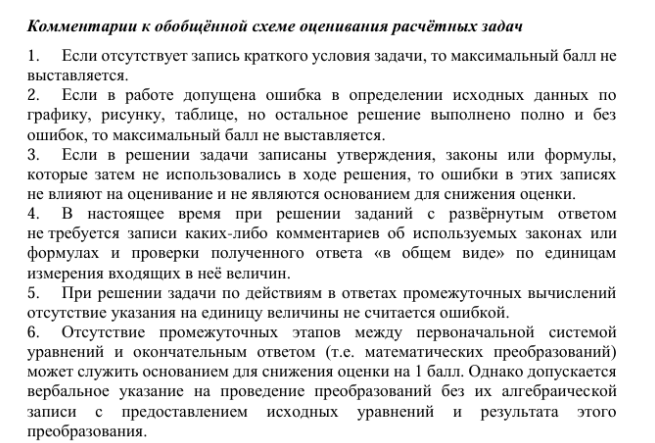 Комментарии к обобщённой схеме оценивания расчётных задач
1. Если отсутствует запись краткого условия задачи, то максимальный балл не
выставляется.
2. Если в работе допущена ошибка в определении исходных данных по
графику, рисунку, таблице, но остальное решение выполнено полно и без
ошибок, то максимальный балл не выставляется.
3. Если в решении задачи записаны утверждения, законы или формулы,
которые затем не использовались в ходе решения, то ошибки в этих записях
не влияют на оценивание и не являются основанием для снижения оценки.
4. В настоящее время при решении заданий с развёрнутым ответом
не требуется записи каких-либо комментариев об используемых законах или
формулах и проверки полученного ответа «в общем виде» по единицам
измерения входящих в неё величин.
5. При решении задачи по действиям в ответах промежуточных вычислений
отсутствие указания на единицу величины не считается ошибкой.
6. Отсутствие промежуточных этапов между первоначальной системой
уравнений и окончательным ответом (т.е. математических преобразований)
может служить основанием для снижения оценки на 1 балл. Однако допускается
вербальное указание на проведение преобразований без их алгебраической
записи с предоставлением исходных уравнений и результата этого
преобразования.